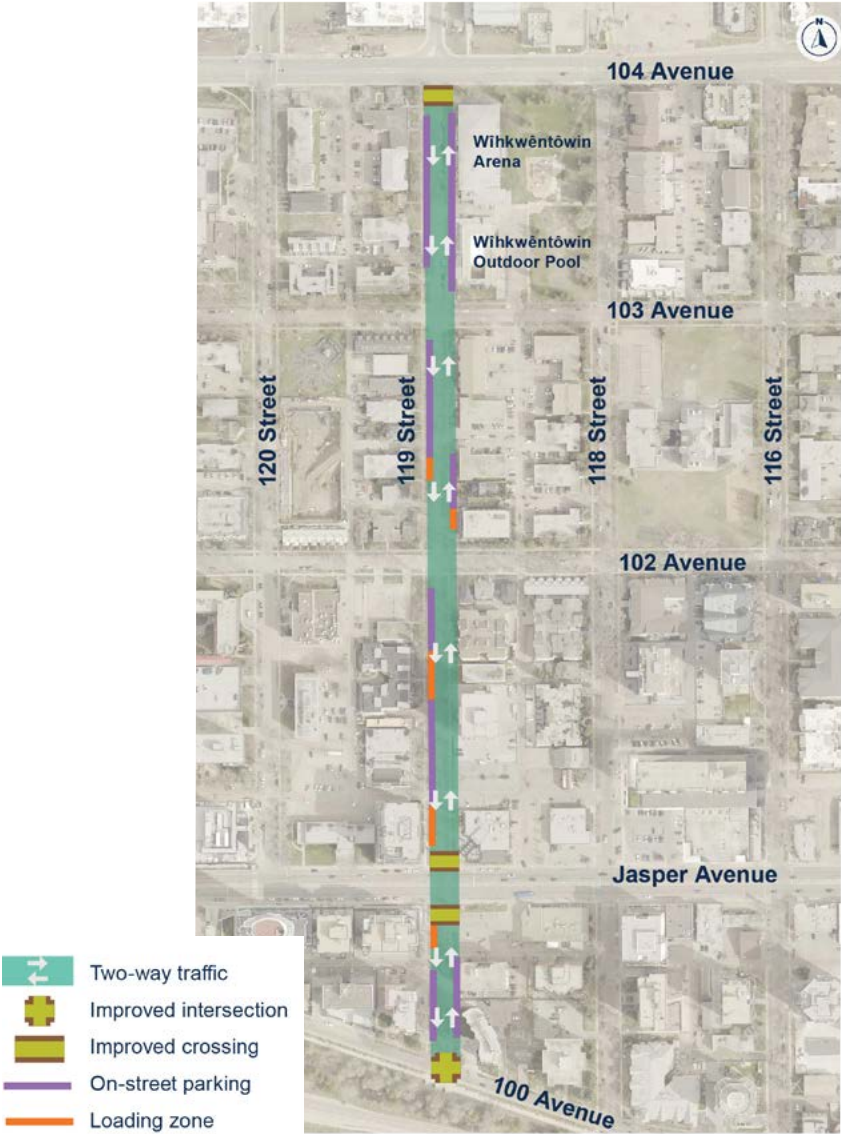 N
104 Avenue
Wîhkwêntôwin
Arena
Wîhkwêntôwin
Outdoor Pool
103 Avenue
120 Street
119 Street
118 Street
116 Street
102 Avenue
Jasper Avenue
Two-way traffic
Improved intersection
Improved crossing
On-street parking
Loading zone
100 Avenue